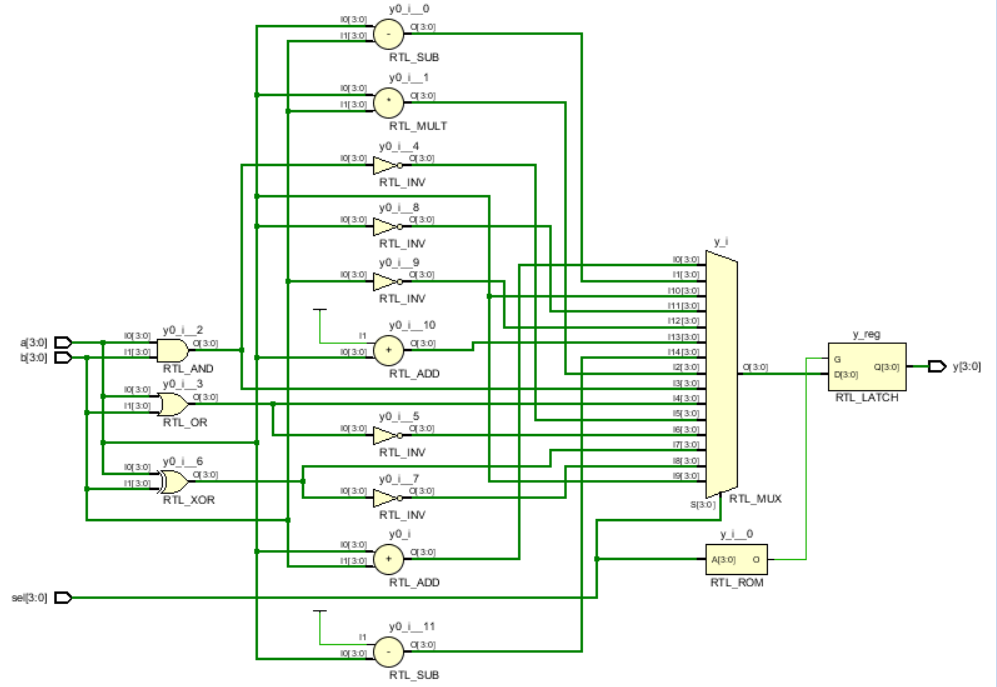 y0_i__0
I0[3:0] O[3:0]
I1[3:0]
RTL_SUB
y0_i__1
I0[3:0] O[3:0]
I1[3:0]
RTL_MULT
y0_i__4
I0[3:0] O[3:0]
RTL_INV
y0_i__8
I0[3:0] O[3:0]
RTL_INV
y0_i__9
I0[3:0] O[3:0]
RTL_INV
y0_i__10
I1 O[3:0]
+
I0[3:0]
RTL_ADD
a[3:0]
b[3:0]
y0_i__2
I0[3:0] O[3:0]
I1[3:0]
RTL_AND
y0_i__3
I0[3:0] O[3:0]
I1[3:0]
RTL_OR
y0_i__5
I0[3:0] O[3:0]
RTL_INV
y0_i__6
I0[3:0] O[3:0]
I1[3:0]
RTL_XOR
y0_i__7
I0[3:0] O[3:0]
RTL_INV
y0_i
I0[3:0] O[3:0]
+
I1[3:0]
RTL_ADD
sel[3:0]
y0_i__11
I1 O[3:0]
-
I0[3:0]
RTL_SUB
y_i
I0[3:0]
I1[3:0]
I10[3:0]
I11[3:0]
I12[3:0]
I13[3:0]
I14[3:0]
I2[3:0] O[3:0]
I3[3:0]
I4[3:0]
I5[3:0]
I6[3:0]
I7[3:0]
I8[3:0]
I9[3:0]
S[3:0]
RTL_MUX
y_i__0
A[3:0] O
RTL_ROM
y_reg
G
D[3:0] Q[3:0]
RTL_LATCH
y[3:0]